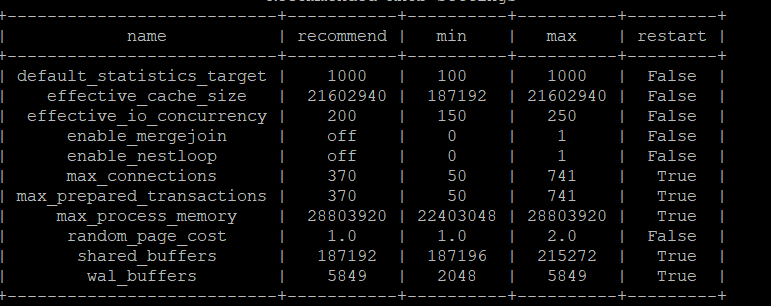 name | recommend | min | max | restart
default_statistics_target | 1000 | 100 | 1000 | False
effective_cache_size | 21602940 | 187192 | 21602940 | False
effective_io_concurrency | 200 | 150 | 250 | False
enable_mergejoin | off | 0 | 1 | False
enable_nestloop | off | 0 | 1 | False
max_connections | 370 | 50 | 741 | True
max_prepared_transactions | 370 | 50 | 741 | True
max_process_memory | 28803920 | 22403048 | 28803920 | True
random_page_cost | 1.0 | 1.0 | 2.0 | False
shared_buffers | 187192 | 187196 | 215272 | True
wal_buffers | 5849 | 2048 | 5849 | True